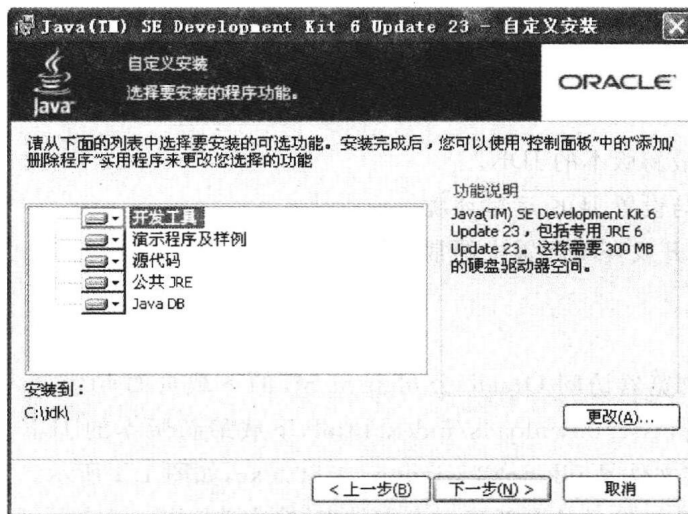 Java(TM) SE Development Kit 6 Update 23 - 自定义安装
自定义安装
选择要安装的程序功能。
Java
ORACLE
请从下面的列表中选择要安装的可选功能。安装完成后，您可以使用“控制面板”中的“添加/
删除程序”实用程序来更改您选择的功能
开发工具
演示程序及样例
源代码
公共 JRE
Java DB
功能说明
Java(TM) SE Development Kit 6
Update 23，包括专用 JRE 6
Update 23。这将需要 300 MB
的硬盘驱动器空间。
安装到：
C:\jdk\
更改(A)...
<上一步(B)
下一步(N) >
取消